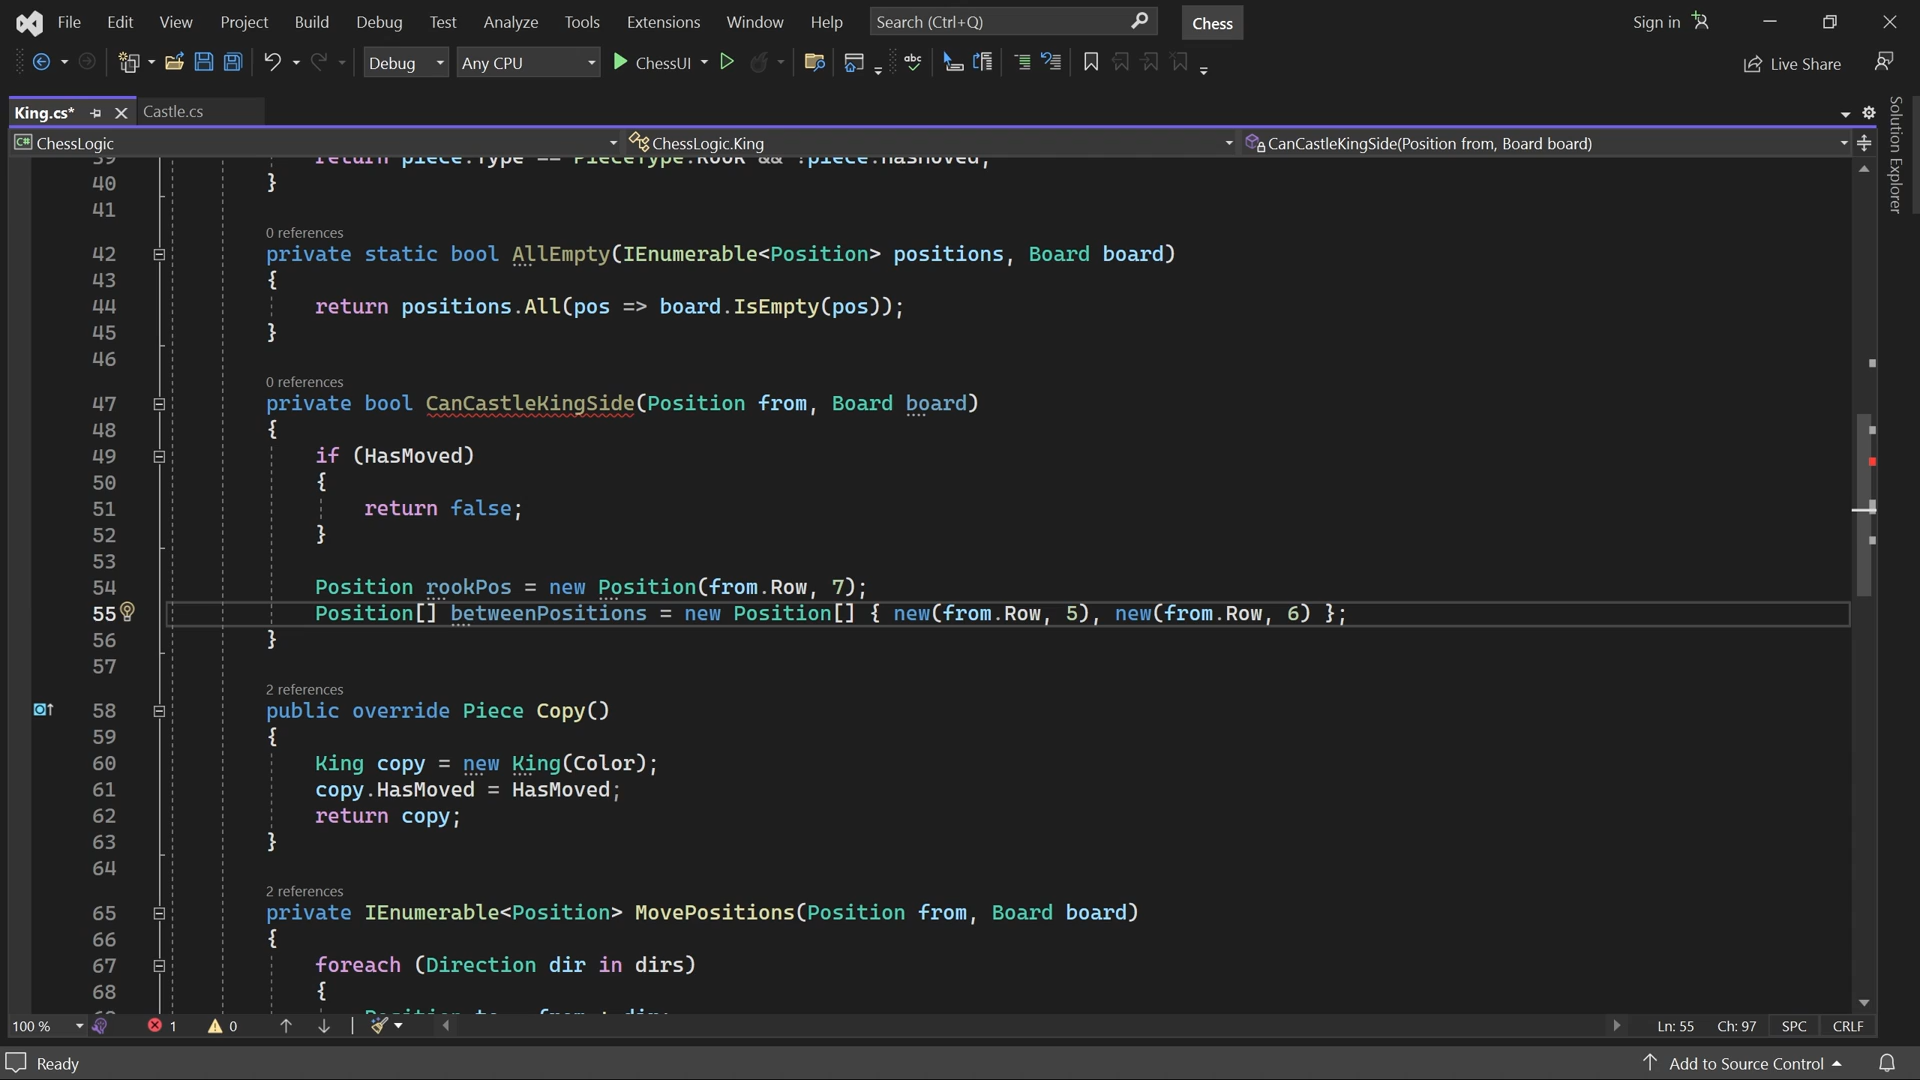 File Edit View Project Build Debug Test Analyze Tools Extensions Window Help Search (Ctrl+Q) Chess Sign in
Debug Any CPU ChessUI Live Share
King.cs* Castle.cs
ChessLogic ChessLogic.King CanCastleKingSide(Position from, Board board)
Solution Explorer
39 return piece.Type == PieceType.Rook && !piece.HasMoved;
40 }
41
0 references
42 private static bool AllEmpty(IEnumerable<Position> positions, Board board)
43 {
44 return positions.All(pos => board.IsEmpty(pos));
45 }
46
0 references
47 private bool CanCastleKingSide(Position from, Board board)
48 {
49 if (HasMoved)
50 {
51 return false;
52 }
53
54 Position rookPos = new Position(from.Row, 7);
55 Position[] betweenPositions = new Position[] { new(from.Row, 5), new(from.Row, 6) };
56 }
57
2 references
58 public override Piece Copy()
59 {
60 King copy = new King(Color);
61 copy.HasMoved = HasMoved;
62 return copy;
63 }
64
2 references
65 private IEnumerable<Position> MovePositions(Position from, Board board)
66 {
67 foreach (Direction dir in dirs)
68 {
100 % 1 0 Ln: 55 Ch: 97 SPC CRLF
Ready Add to Source Control